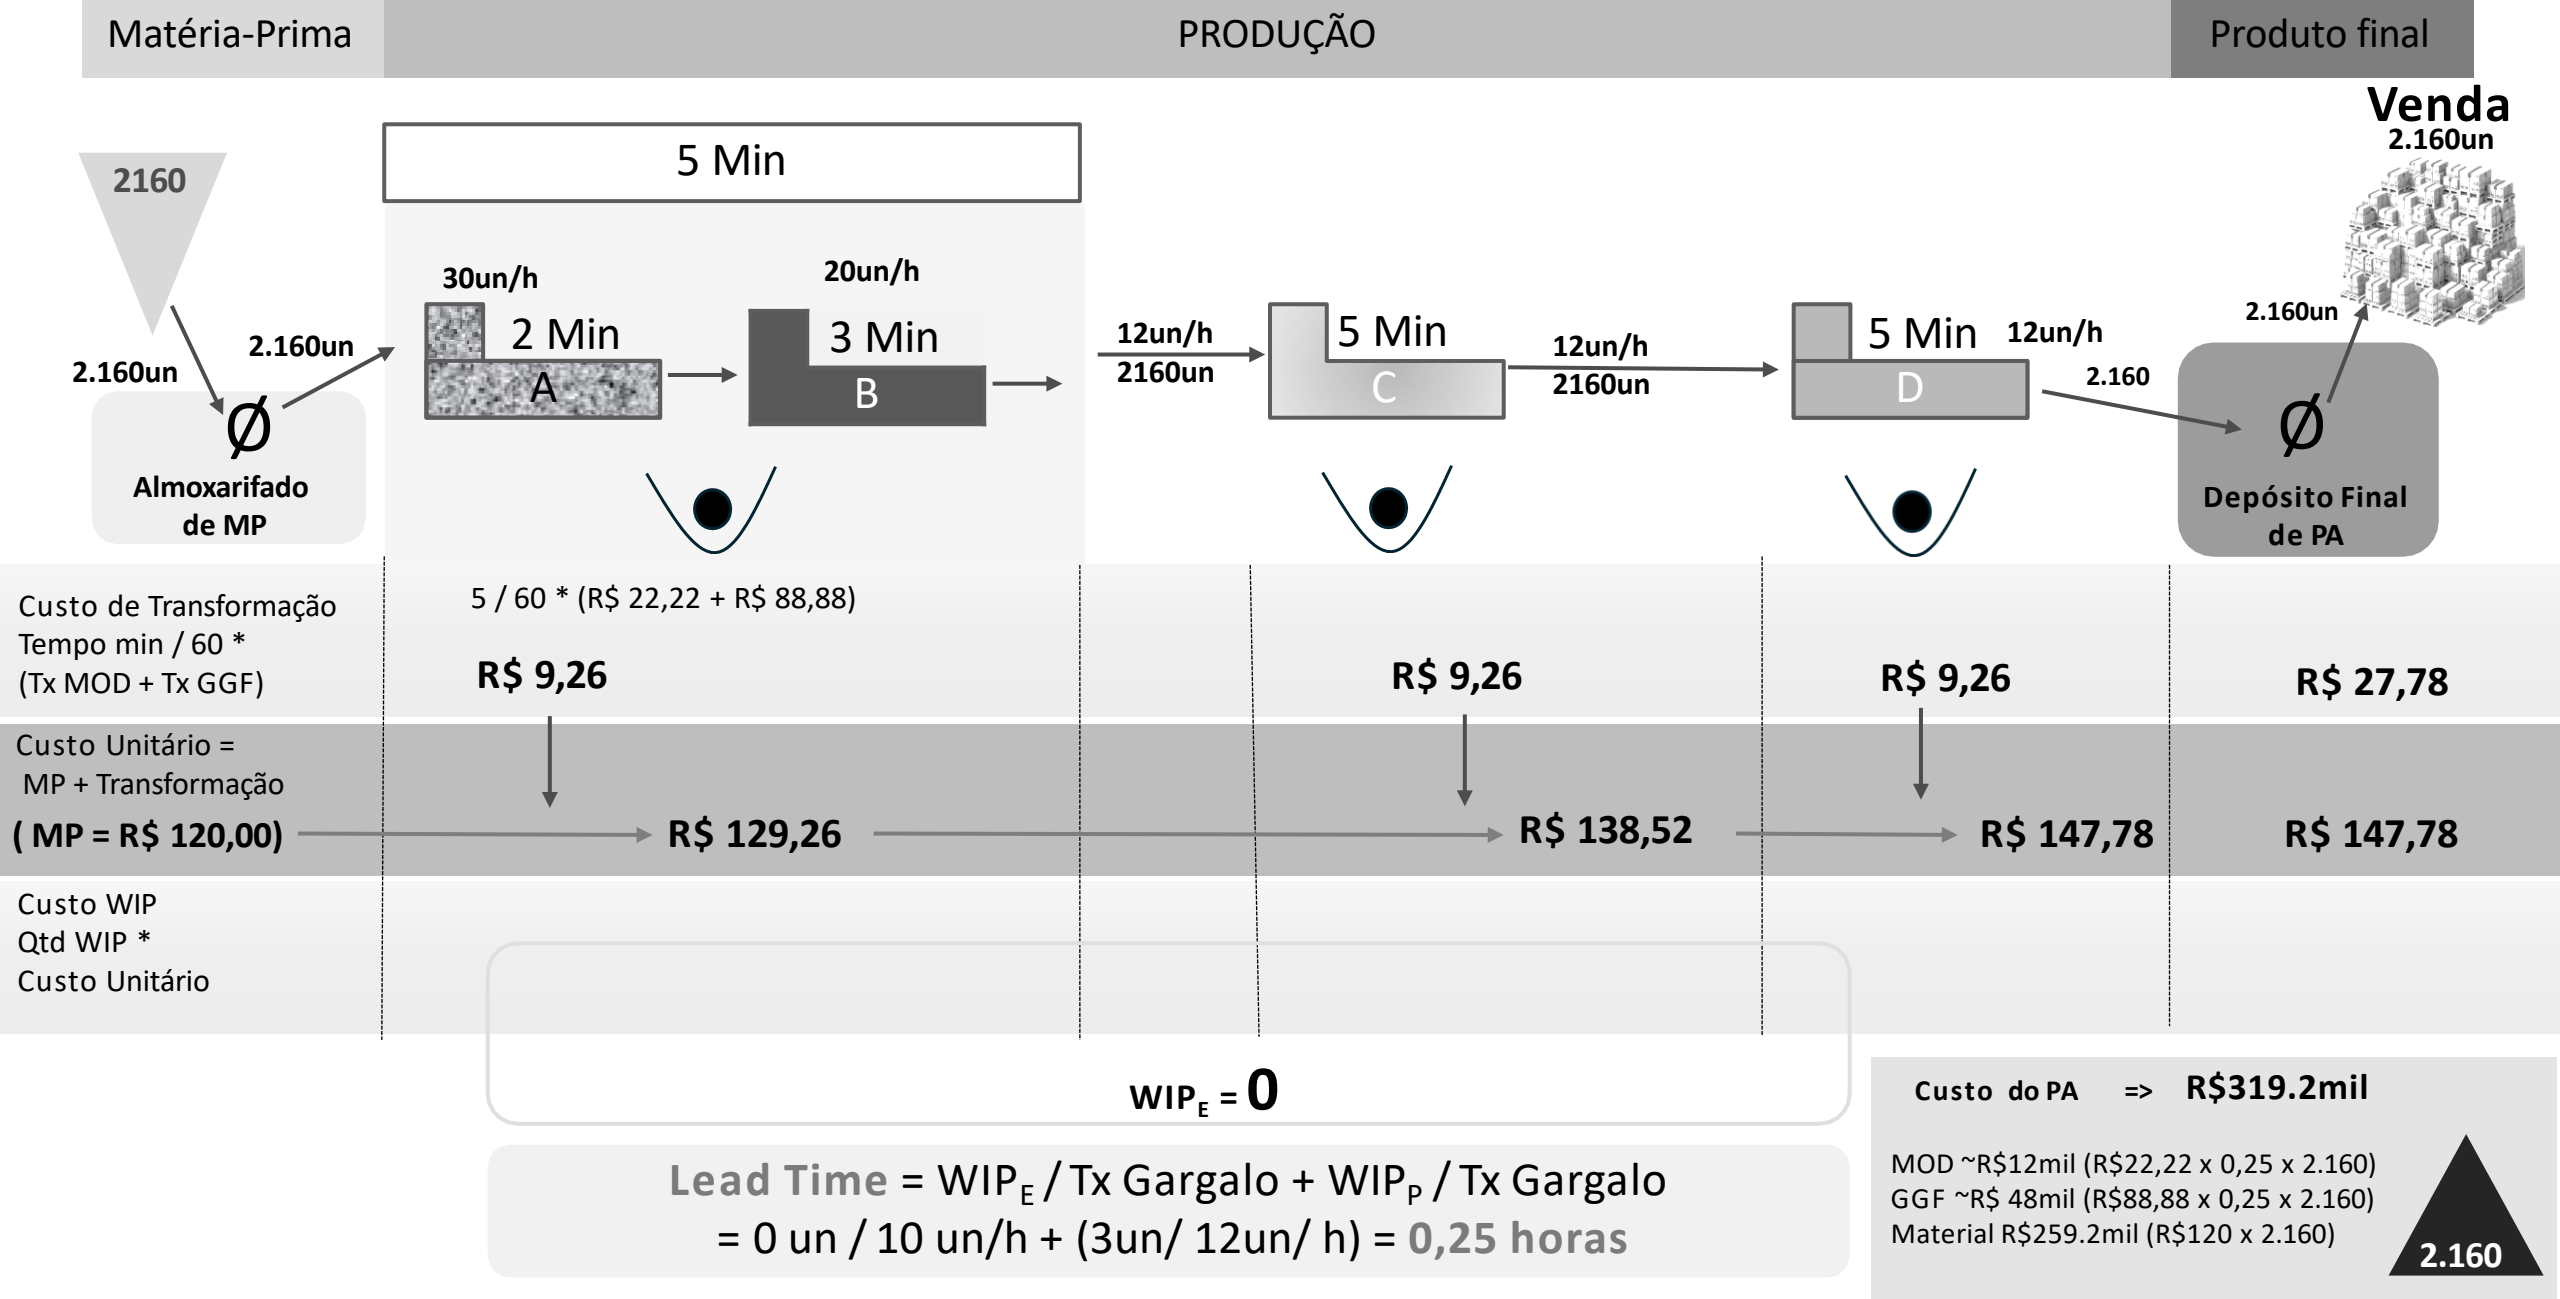 Matéria-Prima
PRODUÇÃO
Produto final
Venda
2.160un
2160
5 Min
30un/h
20un/h
2.160un
2.160un
2 Min
A
3 Min
B
12un/h
2160un
5 Min
C
12un/h
2160un
5 Min
D
12un/h
2.160
2.160un
Ø
Almoxarifado
de MP
Ø
Depósito Final
de PA
Custo de Transformação
Tempo min / 60 *
(Tx MOD + Tx GGF)
5 / 60 * (R$ 22,22 + R$ 88,88)
R$ 9,26
R$ 9,26
R$ 9,26
R$ 27,78
Custo Unitário =
MP + Transformação
( MP = R$ 120,00)
R$ 129,26
R$ 138,52
R$ 147,78
R$ 147,78
Custo WIP
Qtd WIP *
Custo Unitário
WIPE = 0
Lead Time = WIPE / Tx Gargalo + WIPP / Tx Gargalo
= 0 un / 10 un/h + (3un/ 12un/ h) = 0,25 horas
Custo do PA => R$319.2mil
MOD ~R$12mil (R$22,22 x 0,25 x 2.160)
GGF ~R$ 48mil (R$88,88 x 0,25 x 2.160)
Material R$259.2mil (R$120 x 2.160)
2.160